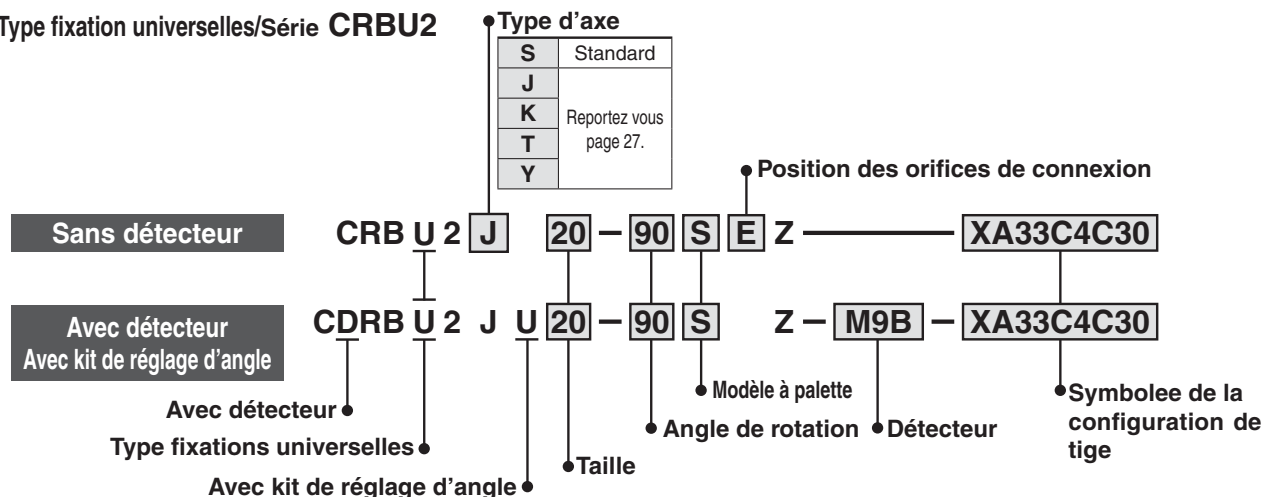 Type fixation universelles/Série CRBU2
Type d'axe
S Standard
J
K
T
Y
Reportez vous
page 27.
Position des orifices de connexion
Sans détecteur
CRB U 2 J 20 – 90 S E Z XA33C4C30
Avec détecteur
Avec kit de réglage d'angle
CDRB U 2 J U 20 – 90 S Z – M9B – XA33C4C30
Avec détecteur
Type fixations universelles
Avec kit de réglage d'angle
Taille
Angle de rotation
Modèle à palette
Détecteur
Symbolee de la
configuration de
tige